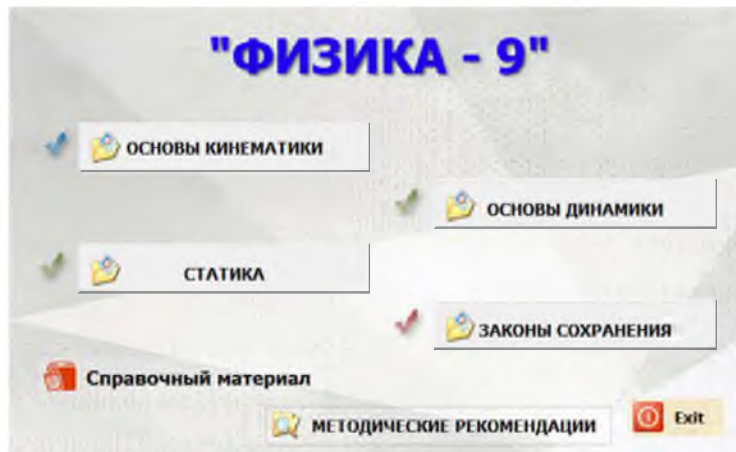 "ФИЗИКА - 9"
ОСНОВЫ КИНЕМАТИКИ
ОСНОВЫ ДИНАМИКИ
СТАТИКА
ЗАКОНЫ СОХРАНЕНИЯ
Справочный материал
МЕТОДИЧЕСКИЕ РЕКОМЕНДАЦИИ
Exit